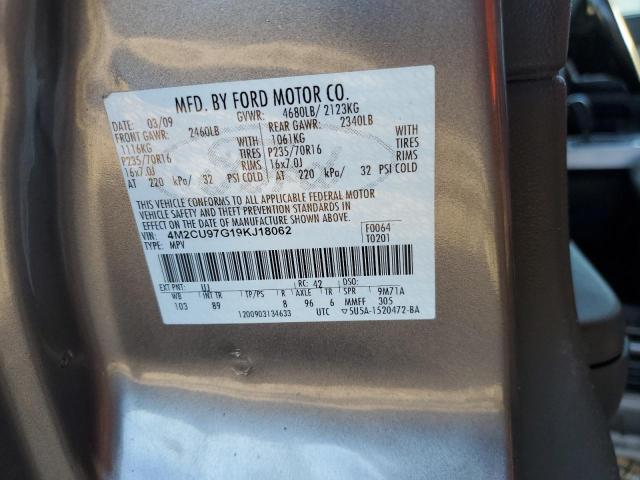 MFD. BY FORD MOTOR CO.
DATE: 03/09 GVWR: 4680LB/ 2123KG
FRONT GAWR: 2460LB REAR GAWR: 2340LB
1116KG WITH 1061KG WITH
P235/70R16 TIRES P235/70R16 TIRES
16x7.0J RIMS 16x7.0J RIMS
AT 220 kPa/ 32 PSI COLD AT 220 kPa/ 32 PSI COLD
THIS VEHICLE CONFORMS TO ALL APPLICABLE FEDERAL MOTOR
VEHICLE SAFETY AND THEFT PREVENTION STANDARDS IN
EFFECT ON THE DATE OF MANUFACTURE SHOWN ABOVE.
VIN: 4M2CU97G19KJ18062 F0064
TYPE: MPV T0201
EXT PNT: UJ RC: 42 DSO:
WB INT TR TP/PS R AXLE TR SPR 9M71A
103 89 8 96 6 MMFF 305
1200903134633 UTC ▽5U5A-1520472-BA